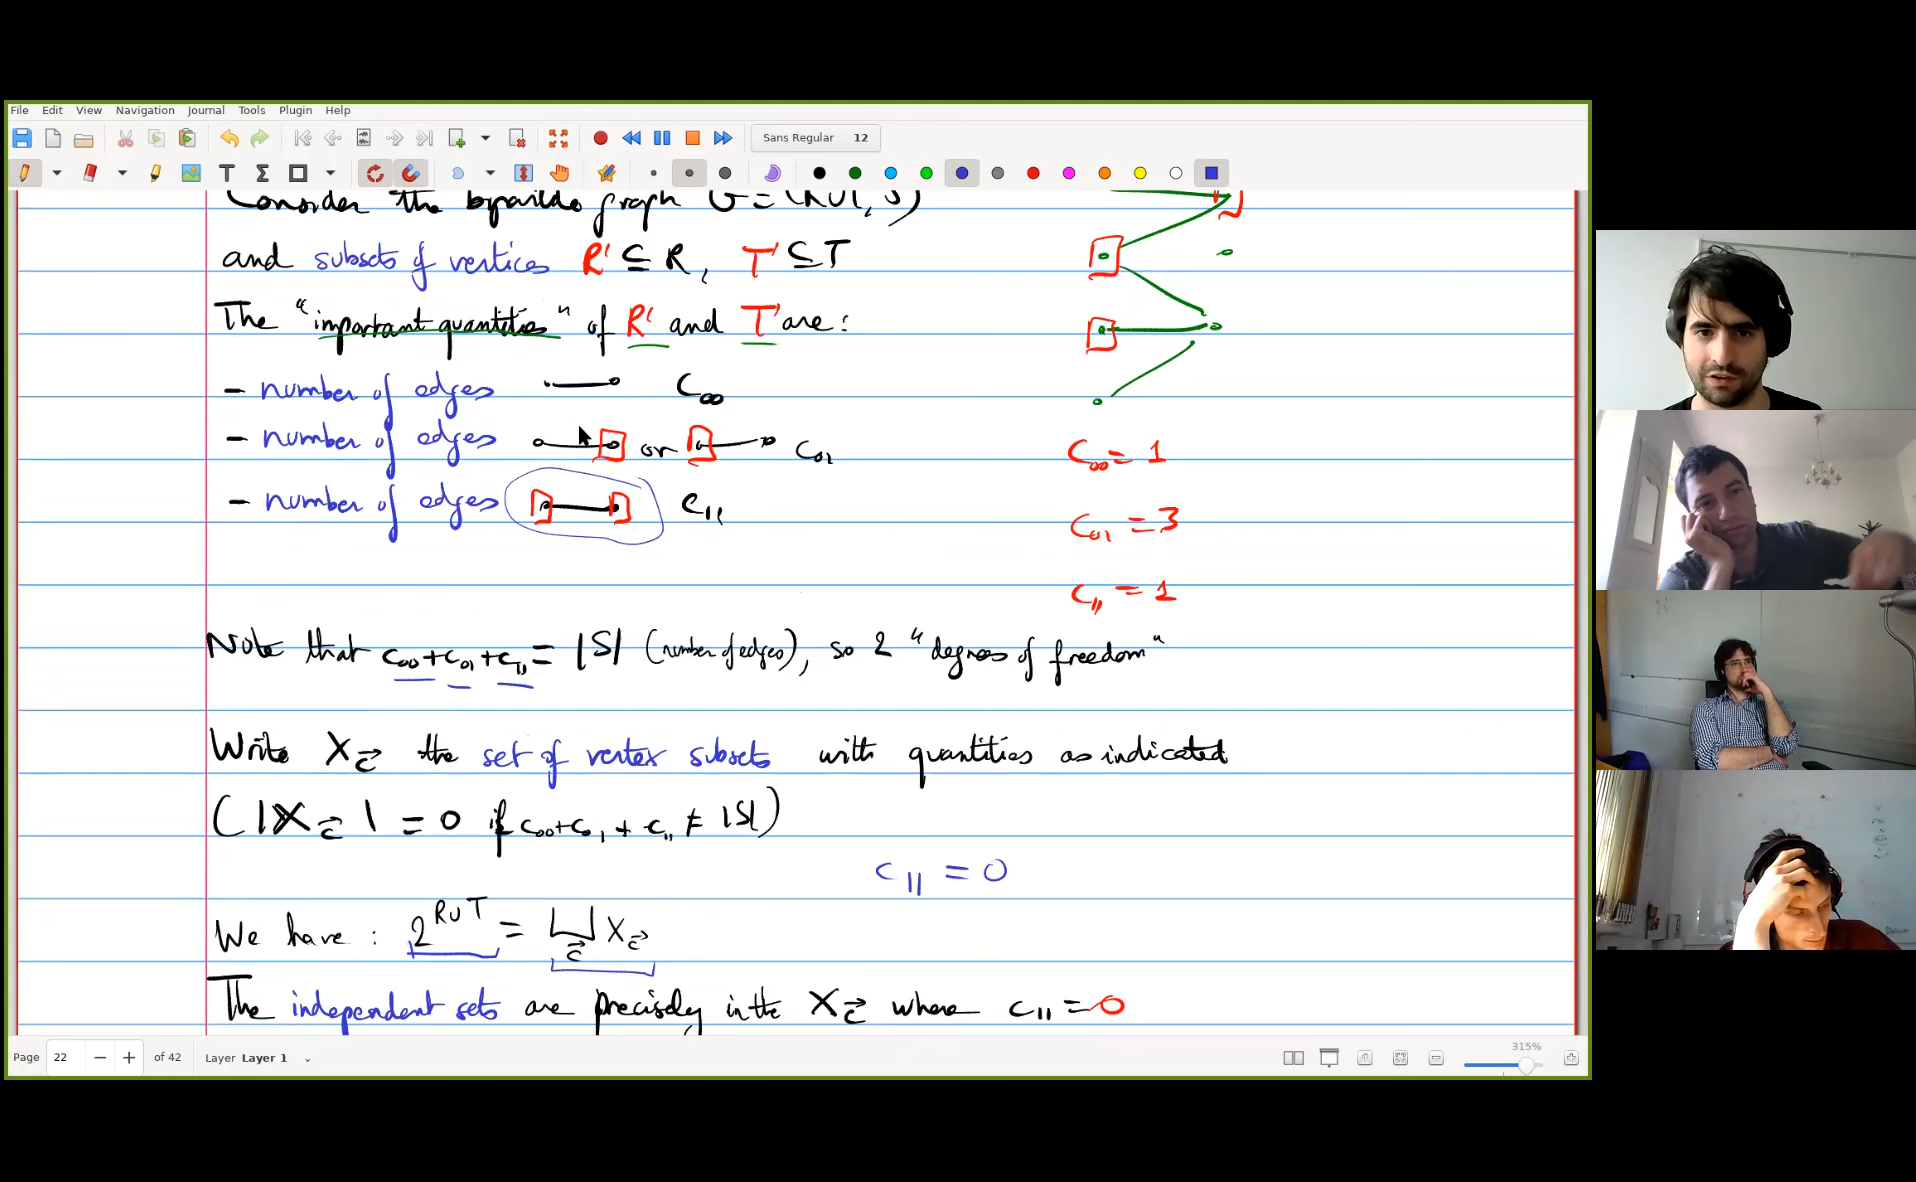 File Edit View Navigation Journal Tools Plugin Help
Sans Regular 12
Consider the bipartite graph G = (R∪T, S)
and subsets of vertices R' ⊆ R, T' ⊆ T
The "important quantities" of R' and T' are:
- number of edges C₀₀
- number of edges or C₀₁
- number of edges C₁₁
C₀₀ = 1
C₀₁ = 3
C₁₁ = 1
Note that C₀₀ + C₀₁ + C₁₁ = |S| (number of edges), so 2 "degrees of freedom"
Write X_c⃗ the set of vertex subsets with quantities as indicated
(|X_c⃗| = 0 if C₀₀ + C₀₁ + C₁₁ ≠ |S|)
C₁₁ = 0
We have : 2^{R∪T} = ⊔_c⃗ X_c⃗
The independent sets are precisely in the X_c⃗ where C₁₁ = 0
Page 22 of 42 Layer Layer 1 315%